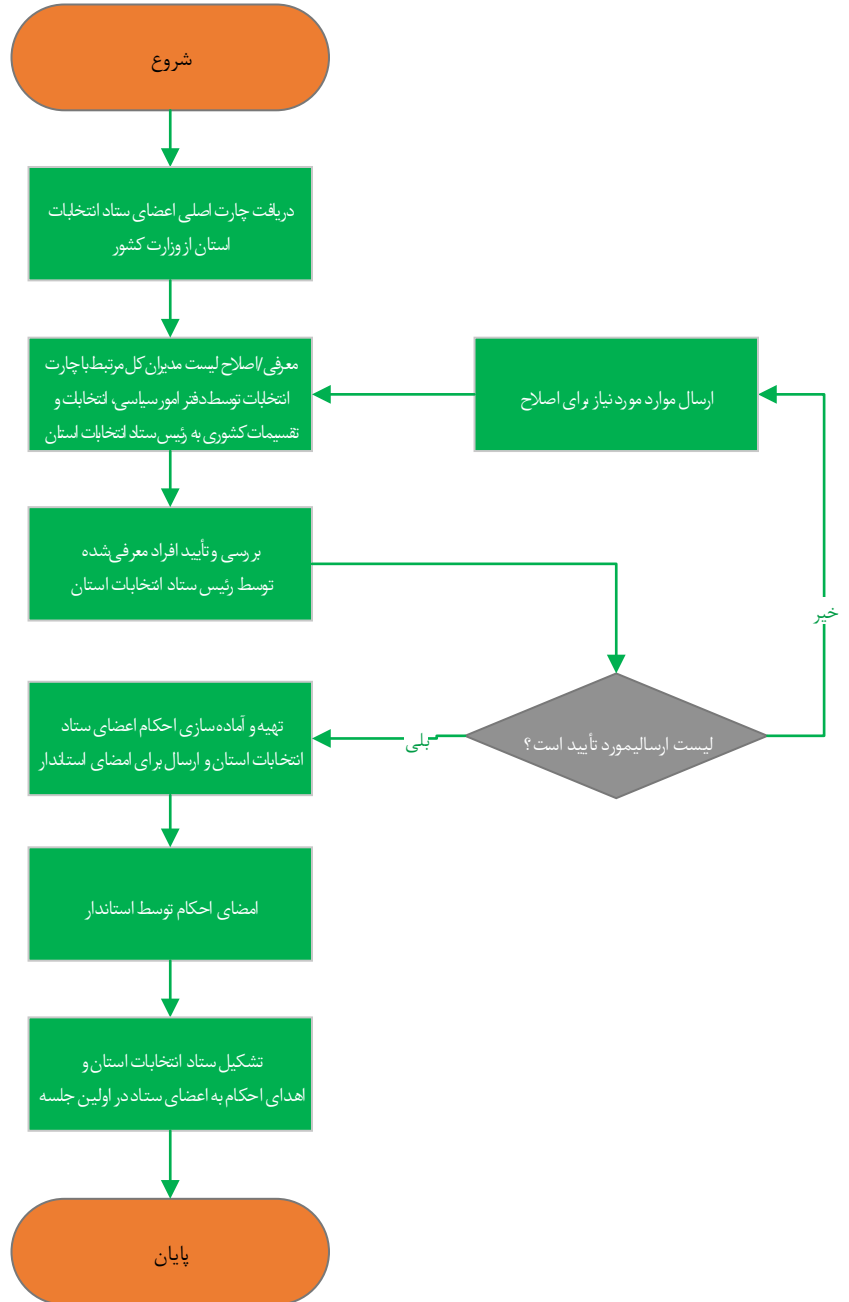 شروع
دریافت چارت اصلی اعضای ستاد انتخابات
استان از وزارت کشور
معرفی/اصلاح لیست مدیران کل مرتبط با چارت
انتخابات توسط دفتر امور سیاسی، انتخابات و
تقسیمات کشوری به رئیس ستاد انتخابات استان
ارسال موارد مورد نیاز برای اصلاح
بررسی و تأیید افراد معرفی‌شده
توسط رئیس ستاد انتخابات استان
خیر
لیست ارسالیمورد تأیید است؟
بلی
تهیه و آماده‌سازی احکام اعضای ستاد
انتخابات استان و ارسال برای امضای استاندار
امضای احکام توسط استاندار
تشکیل ستاد انتخابات استان و
اهدای احکام به اعضای ستاد در اولین جلسه
پایان